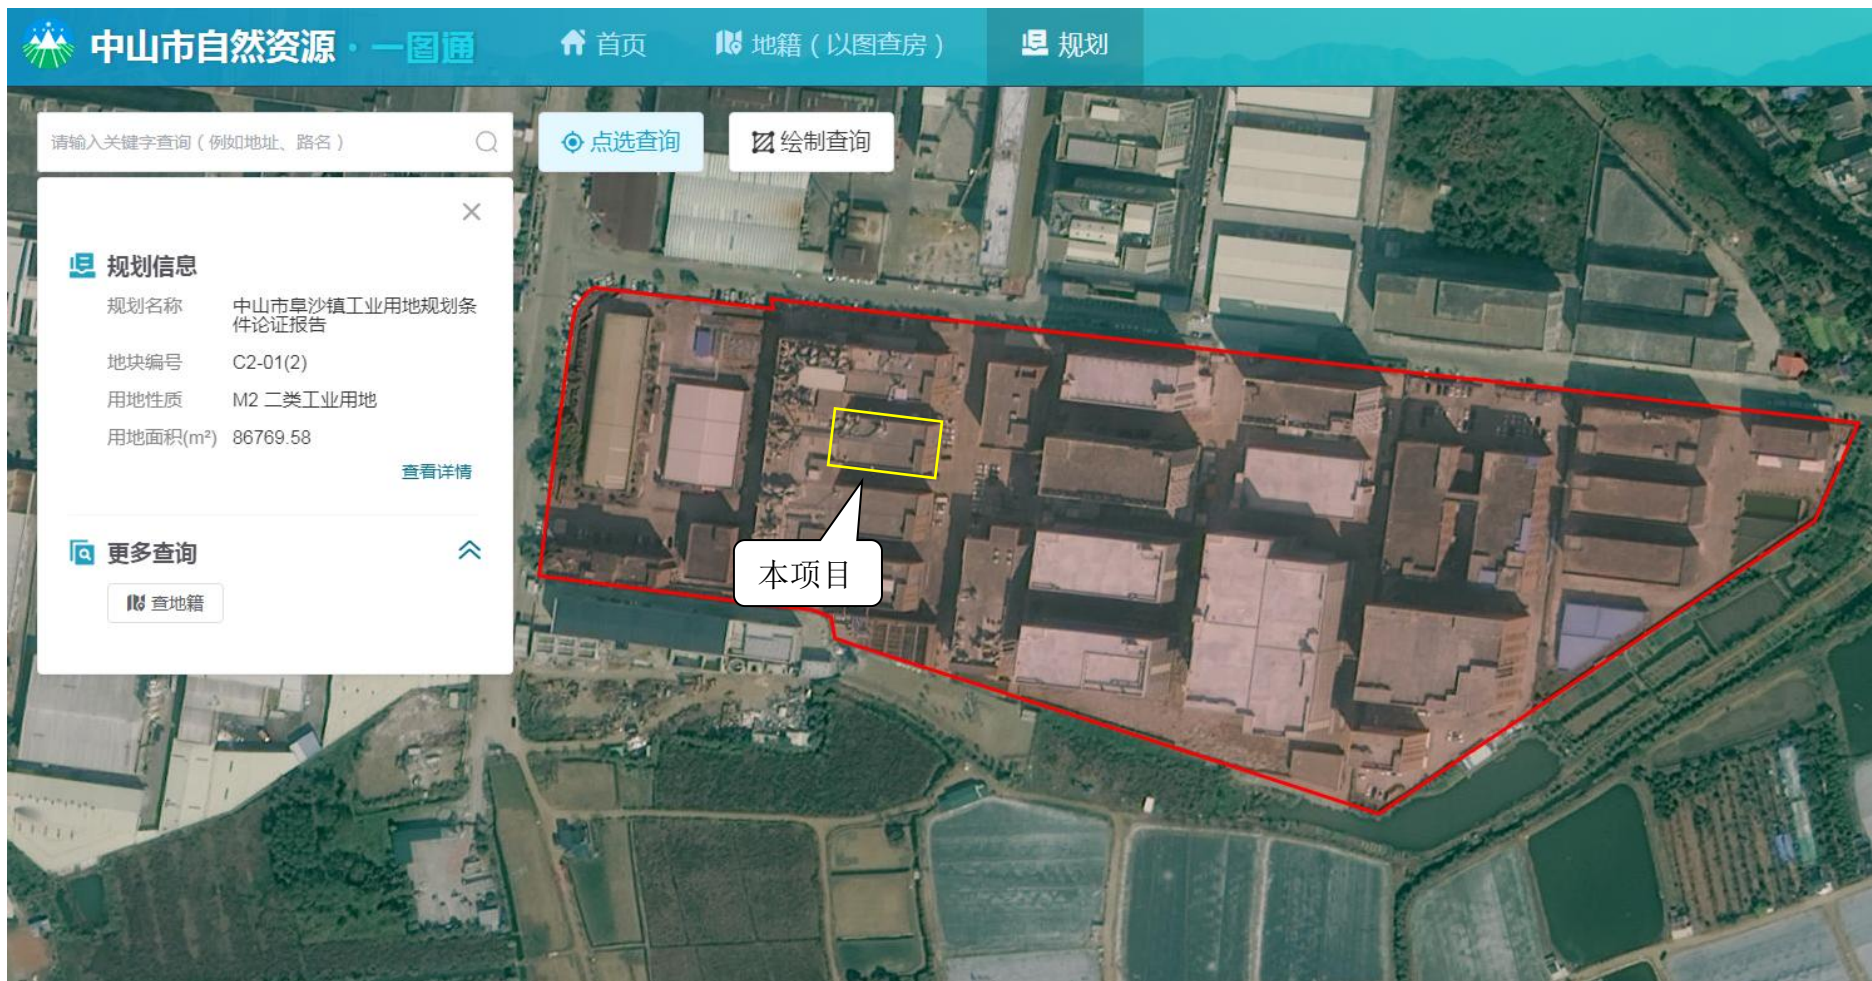 中山市自然资源·一图通
首页
地籍（以图查房）
规划
请输入关键字查询（例如地址、路名）
点选查询
绘制查询
规划信息
规划名称 中山市阜沙镇工业用地规划条
件论证报告
地块编号 C2-01(2)
用地性质 M2 二类工业用地
用地面积(m²) 86769.58
查看详情
更多查询
查地籍
本项目